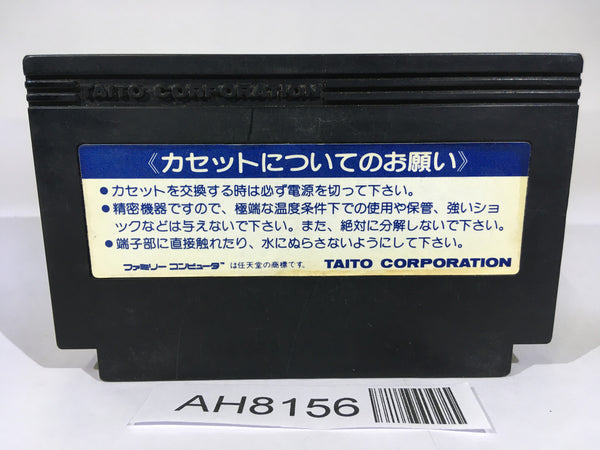 TAITO CORPORATION
《カセットについてのお願い》
●カセットを交換する時は必ず電源を切って下さい。
●精密機器ですので、極端な温度条件下での使用や保管、強いショ
ックなどは与えないで下さい。また、絶対に分解しないで下さい。
●端子部に直接触れたり、水にぬらさないようにして下さい。
ファミリーコンピュータ™は任天堂の商標です。 TAITO CORPORATION
AH8156